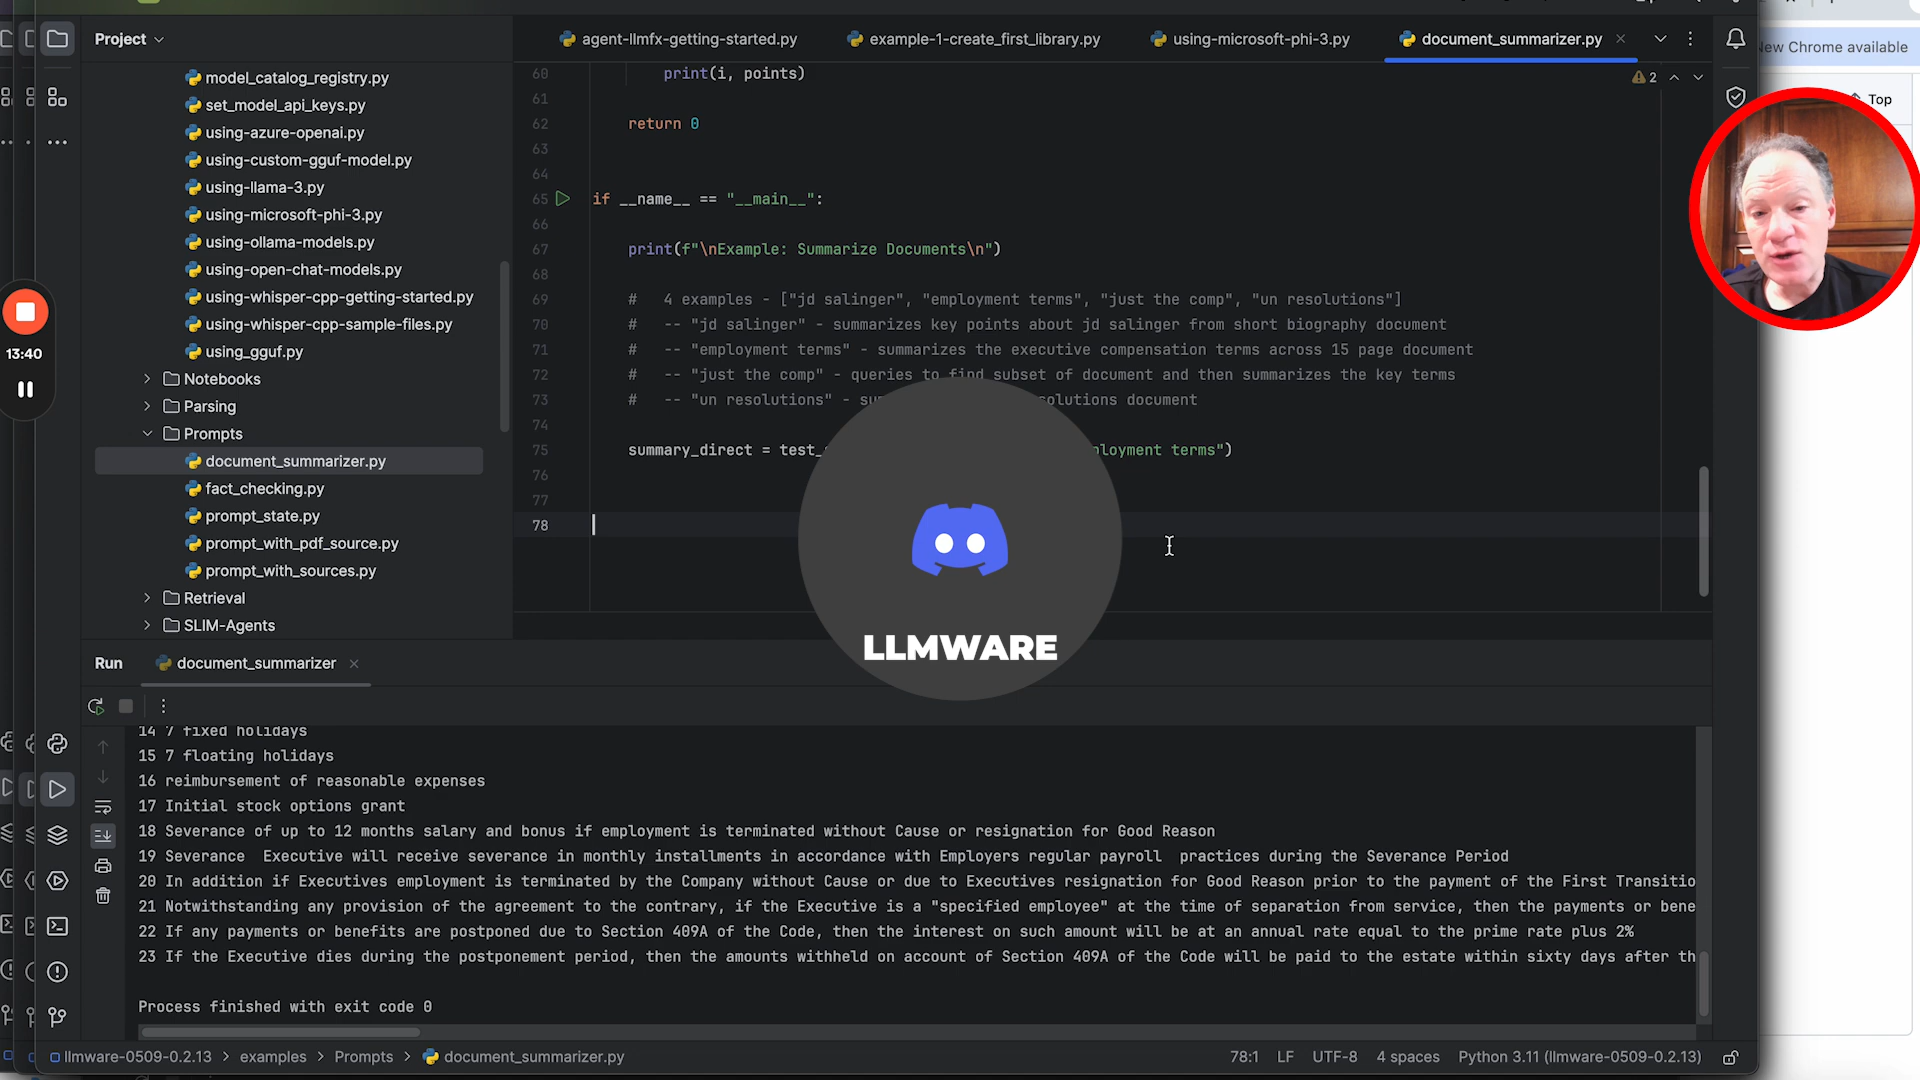 Project
agent-llmfx-getting-started.py
example-1-create_first_library.py
using-microsoft-phi-3.py
document_summarizer.py
New Chrome available
Top
2
model_catalog_registry.py
set_model_api_keys.py
using-azure-openai.py
using-custom-gguf-model.py
using-llama-3.py
using-microsoft-phi-3.py
using-ollama-models.py
using-open-chat-models.py
using-whisper-cpp-getting-started.py
using-whisper-cpp-sample-files.py
using_gguf.py
Notebooks
Parsing
Prompts
document_summarizer.py
fact_checking.py
prompt_state.py
prompt_with_pdf_source.py
prompt_with_sources.py
Retrieval
SLIM-Agents
13:40
60 print(i, points)
61
62 return 0
63
64
65 if __name__ == "__main__":
66
67 print(f"\nExample: Summarize Documents\n")
68
69 # 4 examples - ["jd salinger", "employment terms", "just the comp", "un resolutions"]
70 # -- "jd salinger" - summarizes key points about jd salinger from short biography document
71 # -- "employment terms" - summarizes the executive compensation terms across 15 page document
72 # -- "just the comp" - queries to find subset of document and then summarizes the key terms
73 # -- "un resolutions" - su olutions document
74
75 summary_direct = test_ ployment terms")
76
77
78
LLMWARE
Run
document_summarizer
14 7 fixed holidays
15 7 floating holidays
16 reimbursement of reasonable expenses
17 Initial stock options grant
18 Severance of up to 12 months salary and bonus if employment is terminated without Cause or resignation for Good Reason
19 Severance Executive will receive severance in monthly installments in accordance with Employers regular payroll practices during the Severance Period
20 In addition if Executives employment is terminated by the Company without Cause or due to Executives resignation for Good Reason prior to the payment of the First Transitio
21 Notwithstanding any provision of the agreement to the contrary, if the Executive is a "specified employee" at the time of separation from service, then the payments or bene
22 If any payments or benefits are postponed due to Section 409A of the Code, then the interest on such amount will be at an annual rate equal to the prime rate plus 2%
23 If the Executive dies during the postponement period, then the amounts withheld on account of Section 409A of the Code will be paid to the estate within sixty days after th
Process finished with exit code 0
llmware-0509-0.2.13 > examples > Prompts > document_summarizer.py
78:1 LF UTF-8 4 spaces Python 3.11 (llmware-0509-0.2.13)